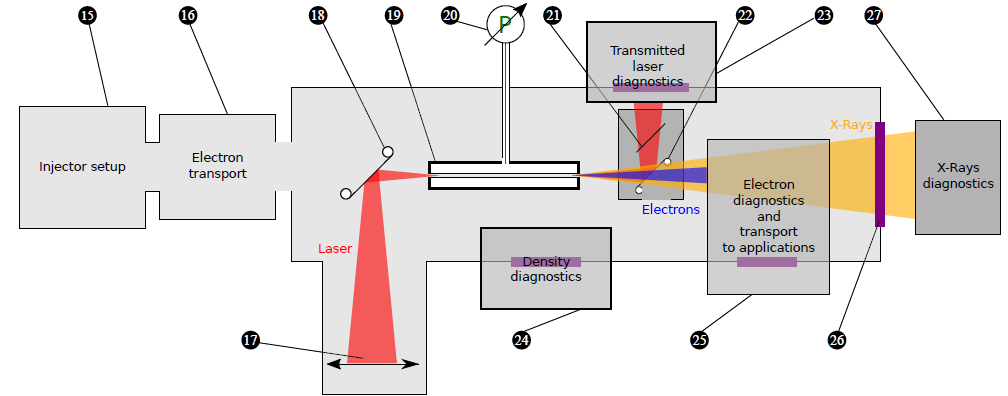 15
16
18
19
20
21
22
23
27
P
Transmitted
laser
diagnostics
X-Rays
Injector setup
Electron
transport
X-Rays
diagnostics
Electron
diagnostics
and
transport
to applications
Electrons
Laser
Density
diagnostics
17
24
25
26